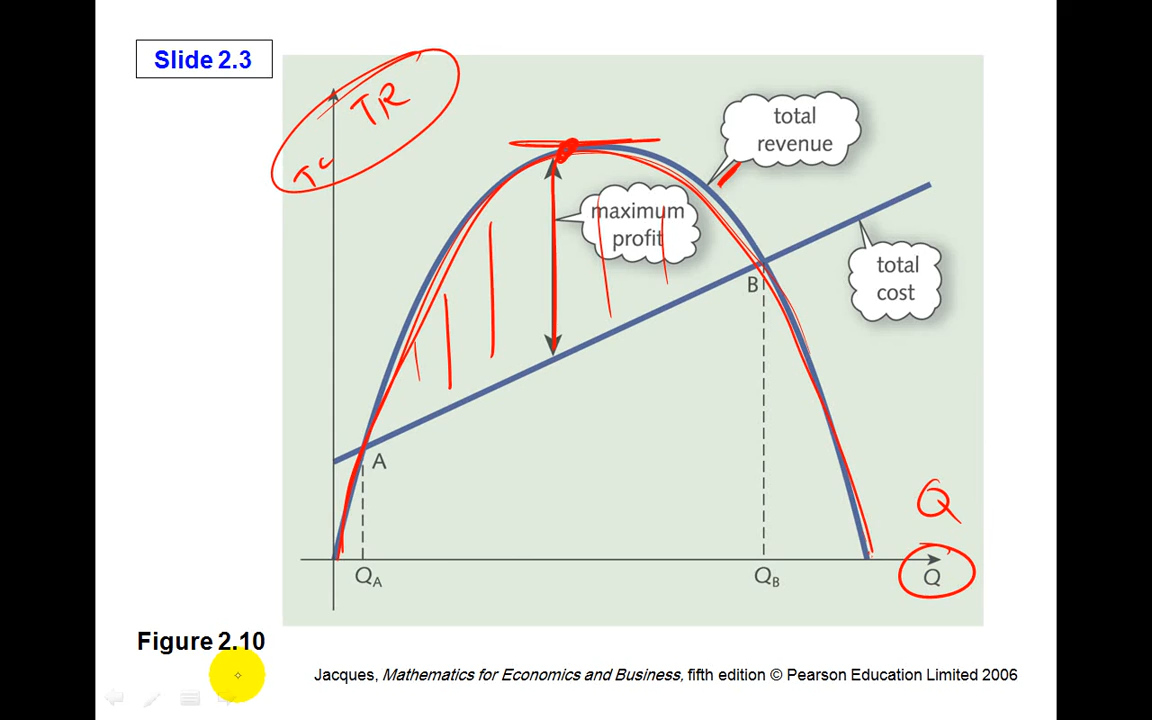 Slide 2.3
TR
TC
total
revenue
maximum
profit
total
cost
B
A
Q
QA
QB
Q
Figure 2.10
Jacques, Mathematics for Economics and Business, fifth edition © Pearson Education Limited 2006